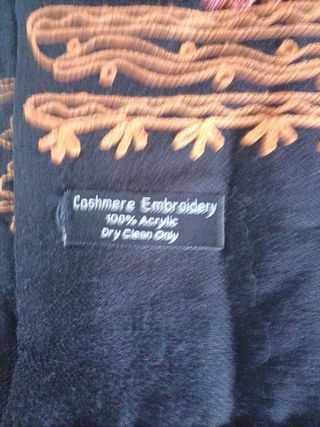 Cashmere Embroidery
100% Acrylic
Dry Clean Only